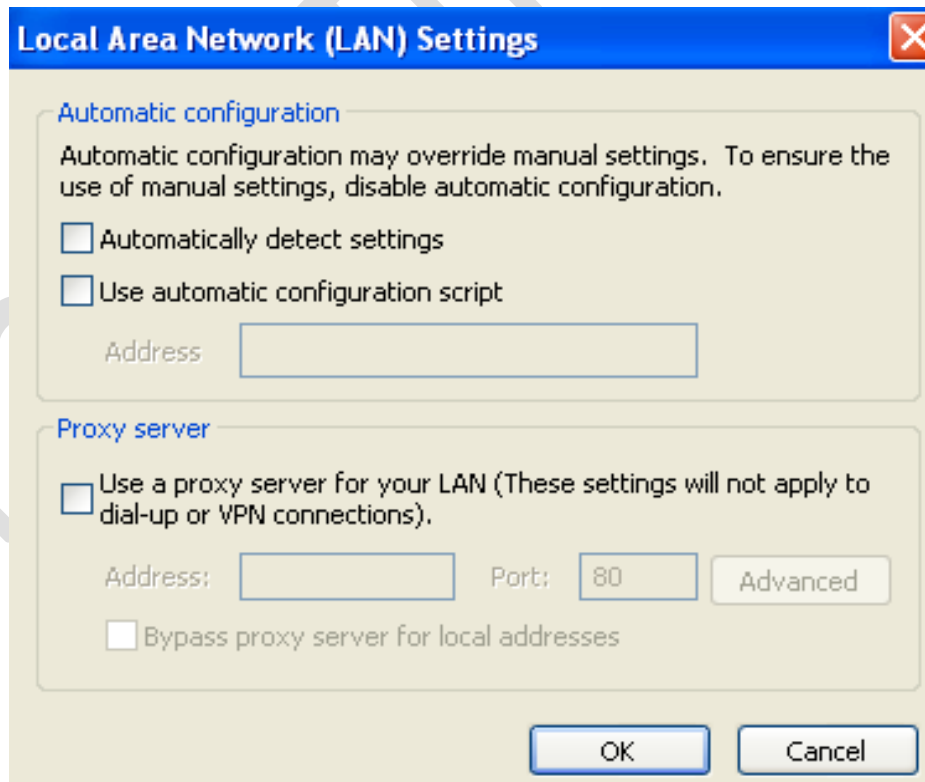 Local Area Network (LAN) Settings
Automatic configuration
Automatic configuration may override manual settings.  To ensure the
use of manual settings, disable automatic configuration.
Automatically detect settings
Use automatic configuration script
Address
Proxy server
Use a proxy server for your LAN (These settings will not apply to
dial-up or VPN connections).
Address:
Port:
80
Advanced
Bypass proxy server for local addresses
OK
Cancel